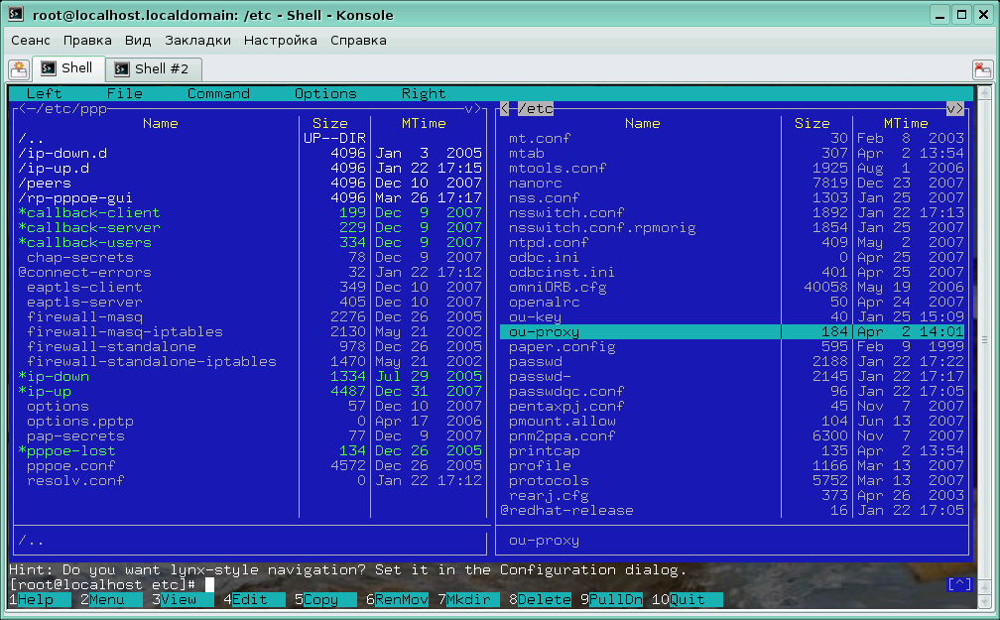 root@localhost.localdomain: /etc - Shell - Konsole
Сеанс Правка Вид Закладки Настройка Справка
Shell Shell #2
Left File Command Options Right
<─/etc/ppp v>
Name Size MTime
/.. UP--DIR
/ip-down.d 4096 Jan 3 2005
/ip-up.d 4096 Jan 22 17:15
/peers 4096 Dec 10 2007
/rp-pppoe-gui 4096 Mar 26 17:17
*callback-client 199 Dec 9 2007
*callback-server 229 Dec 9 2007
*callback-users 334 Dec 9 2007
chap-secrets 78 Dec 9 2007
@connect-errors 32 Jan 22 17:12
eaptls-client 349 Dec 10 2007
eaptls-server 405 Dec 10 2007
firewall-masq 2276 Dec 26 2005
firewall-masq-iptables 2130 May 21 2002
firewall-standalone 978 Dec 26 2005
firewall-standalone-iptables 1470 May 21 2002
*ip-down 1334 Jul 29 2005
*ip-up 4487 Dec 31 2007
options 57 Dec 10 2007
options.pptp 0 Apr 17 2006
pap-secrets 77 Dec 9 2007
*pppoe-lost 134 Dec 26 2005
pppoe.conf 4572 Dec 26 2005
resolv.conf 0 Jan 22 17:12
/..
< /etc v>
Name Size MTime
mt.conf 30 Feb 8 2003
mtab 307 Apr 2 13:54
mtools.conf 1925 Aug 1 2006
nanorc 7819 Dec 23 2007
nss.conf 1303 Jan 25 2007
nsswitch.conf 1892 Jan 22 17:13
nsswitch.conf.rpmorig 1854 Jan 25 2007
ntpd.conf 409 May 2 2007
odbc.ini 0 Apr 25 2007
odbcinst.ini 401 Apr 25 2007
omniORB.cfg 40058 May 19 2006
openalrc 50 Apr 24 2007
ou-key 40 Jan 25 15:09
ou-proxy 184 Apr 2 14:01
paper.config 595 Feb 9 1999
passwd 2188 Jan 22 17:22
passwd- 2145 Jan 22 17:17
passwdqc.conf 96 Jan 22 17:05
pentaxpj.conf 45 Nov 7 2007
pmount.allow 104 Jun 13 2007
pnm2ppa.conf 6300 Nov 7 2007
printcap 135 Apr 2 13:54
profile 1166 Mar 13 2007
protocols 5752 Mar 13 2007
rearj.cfg 373 Apr 26 2003
@redhat-release 16 Jan 22 17:05
ou-proxy
Hint: Do you want lynx-style navigation? Set it in the Configuration dialog.
[root@localhost etc]# [^]
1Help 2Menu 3View 4Edit 5Copy 6RenMov 7Mkdir 8Delete 9PullDn 10Quit